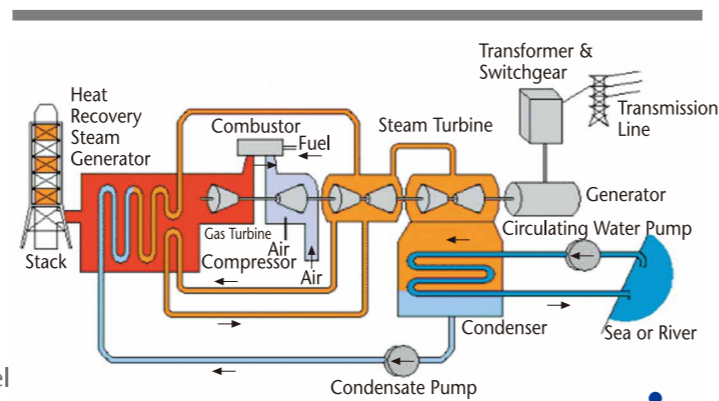 Transformer &
Switchgear
Heat
Recovery
Steam
Generator
Combustor
Fuel
Steam Turbine
Transmission
Line
Generator
Gas Turbine
Air
Compressor
Air
Circulating Water Pump
Stack
Condenser
Sea or River
Condensate Pump
el